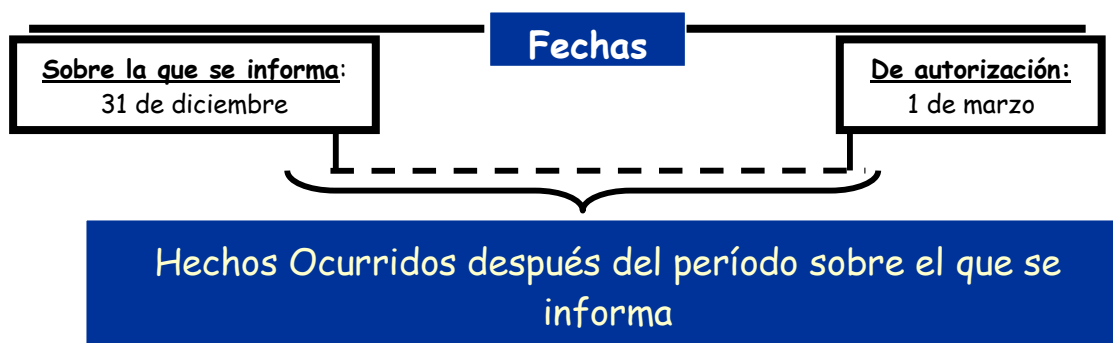 Fechas
Sobre la que se informa:
31 de diciembre
De autorización:
1 de marzo
Hechos Ocurridos después del período sobre el que se
informa